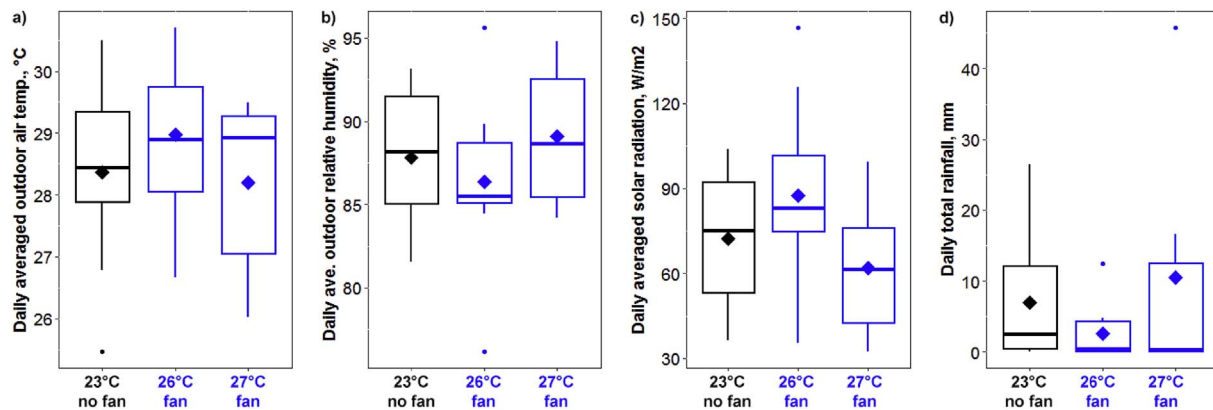 a)
Daily averaged outdoor air temp., °C
30
29
28
27
26
23°C 26°C 27°C
no fan fan fan
b)
Daily ave. outdoor relative humidity, %
95
90
85
80
23°C 26°C 27°C
no fan fan fan
c)
Daily averaged solar radiation, W/m2
150
120
90
60
30
23°C 26°C 27°C
no fan fan fan
d)
Daily total rainfall, mm
40
30
20
10
0
23°C 26°C 27°C
no fan fan fan